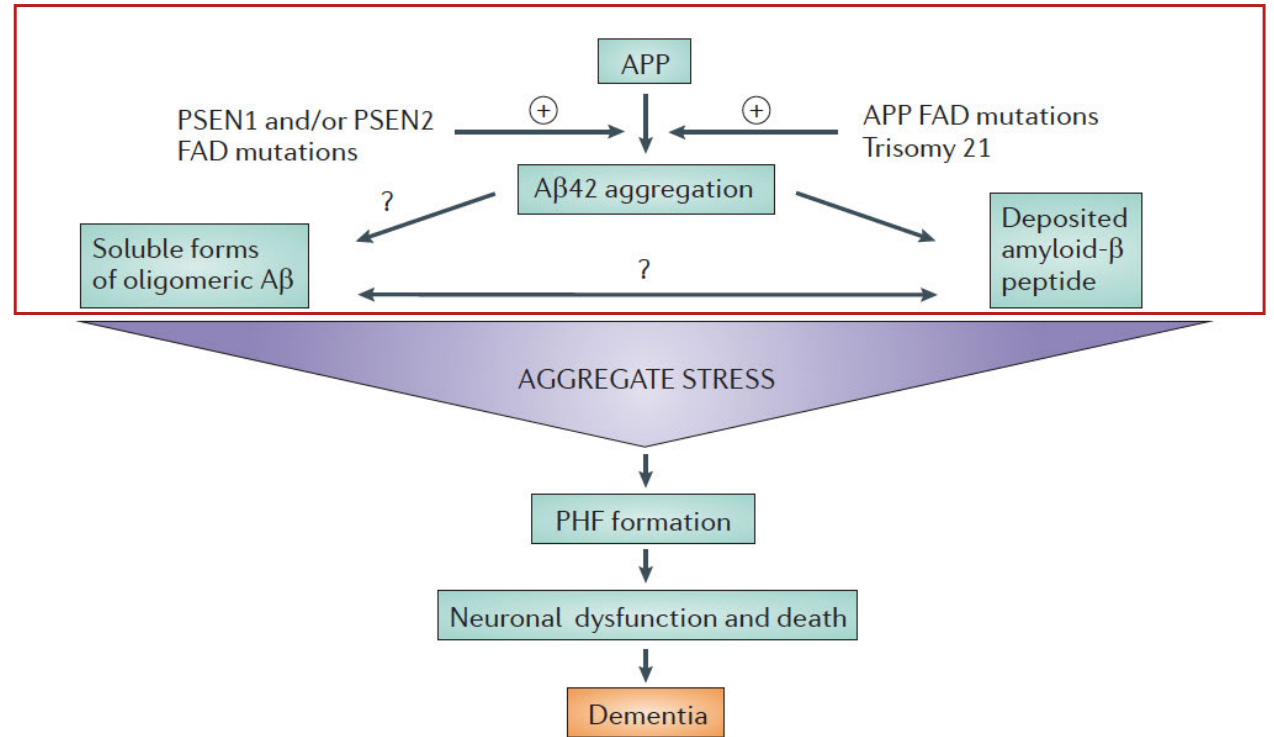 APP
+
+
PSEN1 and/or PSEN2
FAD mutations
APP FAD mutations
Trisomy 21
Aβ42 aggregation
?
Soluble forms
of oligomeric Aβ
?
Deposited
amyloid-β
peptide
AGGREGATE STRESS
PHF formation
Neuronal dysfunction and death
Dementia